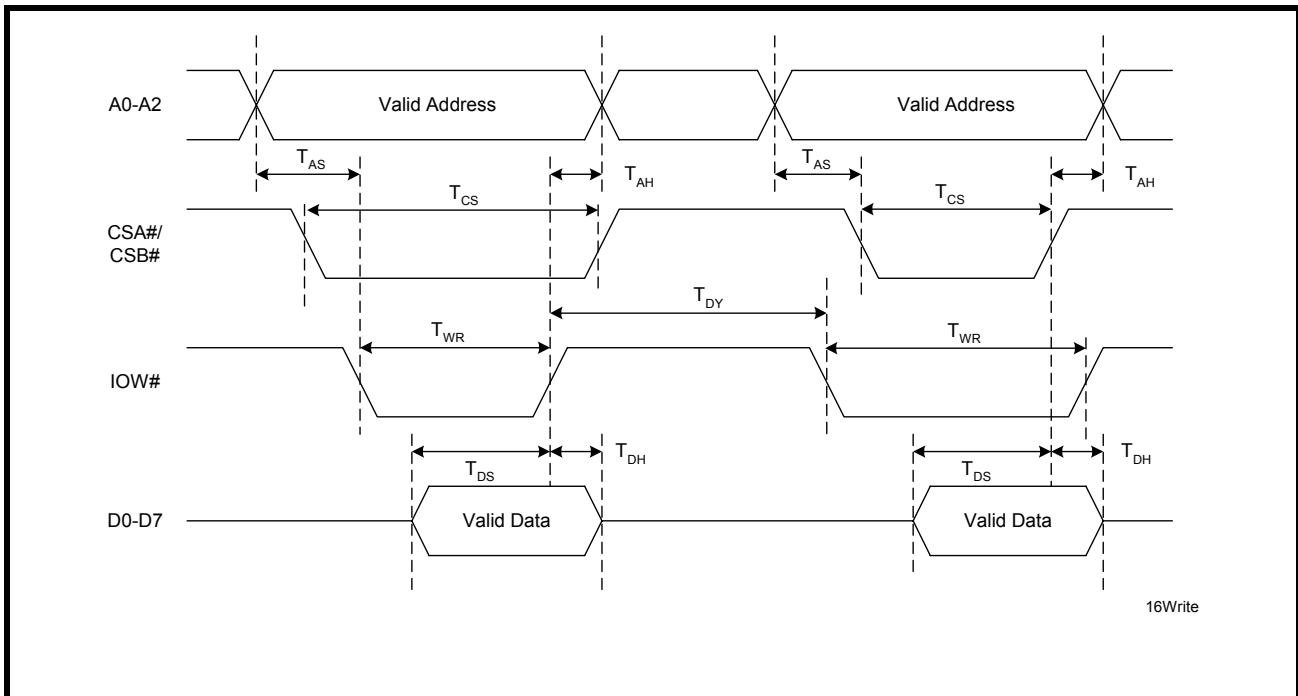 A0-A2
Valid Address
Valid Address
TAS
TAH
TAS
TAH
TCS
TCS
CSA#/
CSB#
TDY
TWR
TWR
IOW#
TDS
TDH
TDS
TDH
D0-D7
Valid Data
Valid Data
16Write